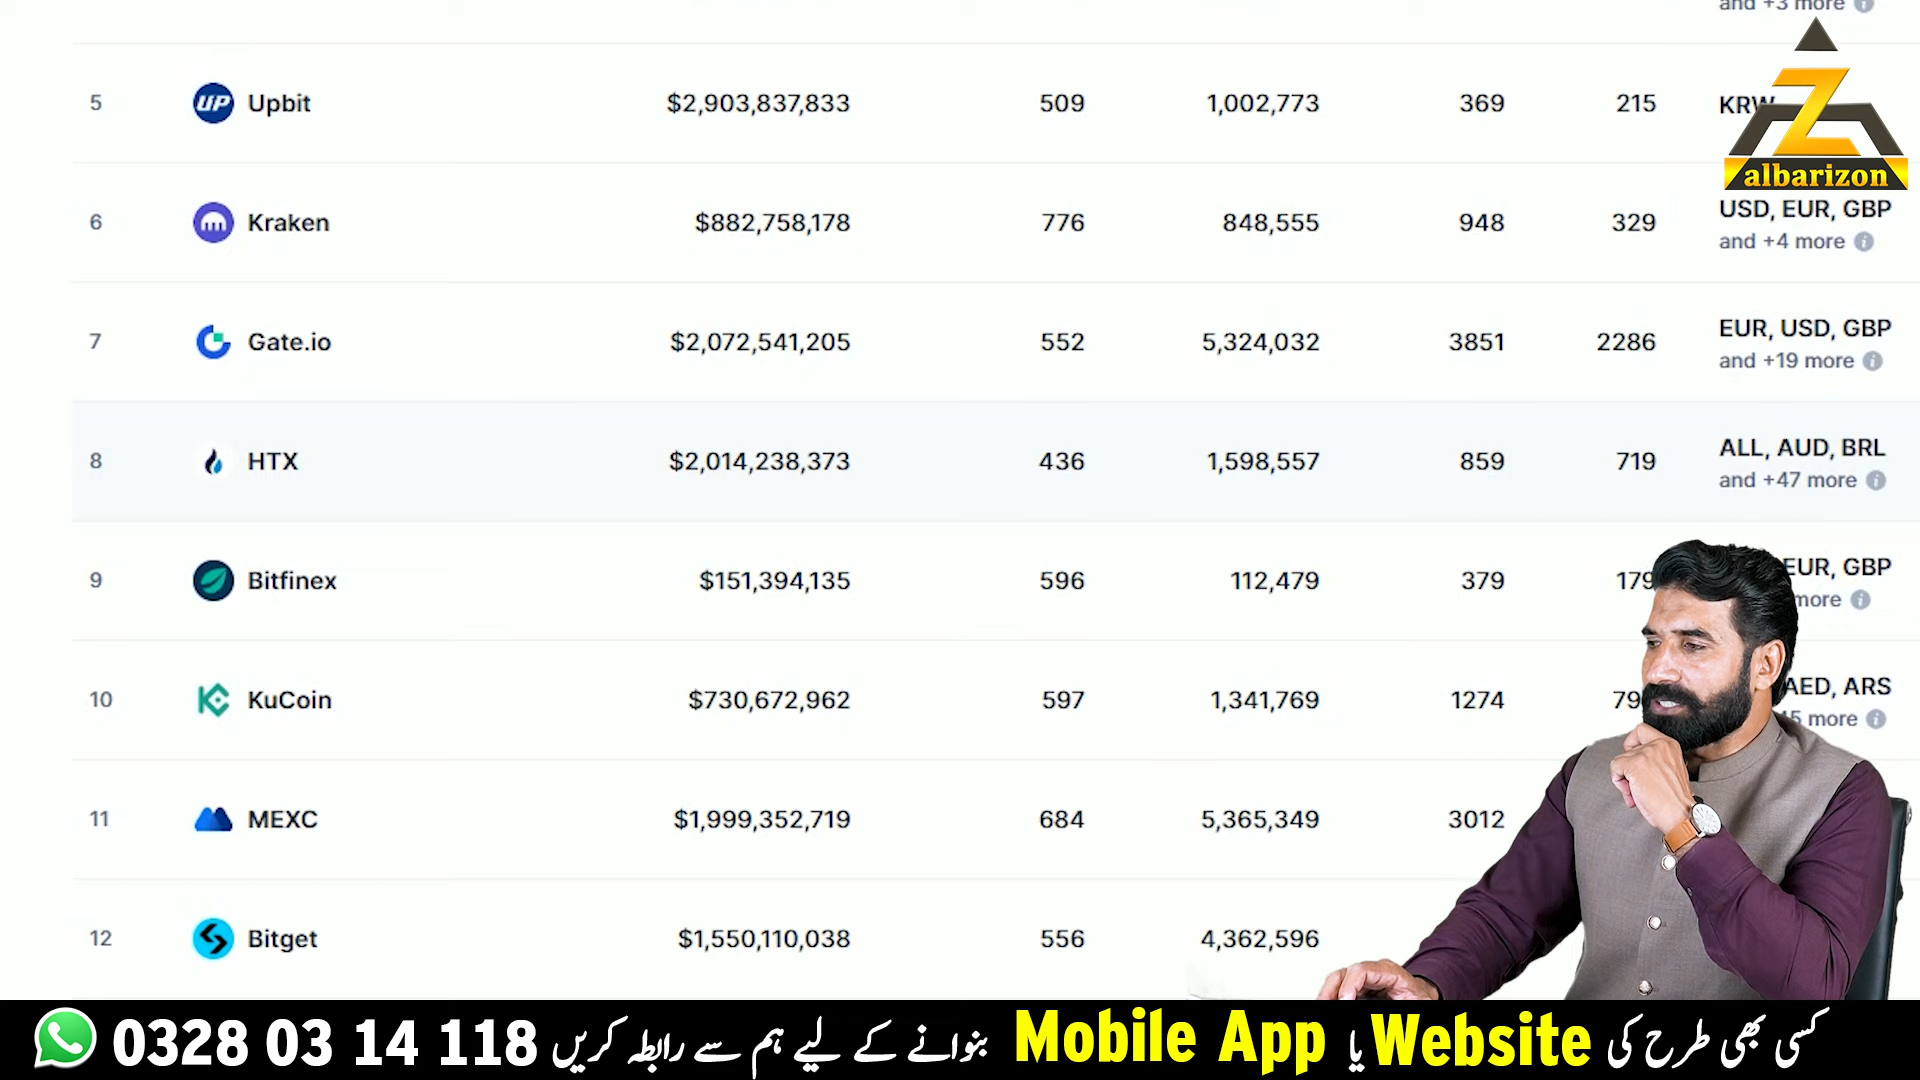 and +3 more
5 UP Upbit $2,903,837,833 509 1,002,773 369 215 KRW
albarizon
6 Kraken $882,758,178 776 848,555 948 329 USD, EUR, GBP
and +4 more
7 Gate.io $2,072,541,205 552 5,324,032 3851 2286 EUR, USD, GBP
and +19 more
8 HTX $2,014,238,373 436 1,598,557 859 719 ALL, AUD, BRL
and +47 more
9 Bitfinex $151,394,135 596 112,479 379 179 EUR, GBP
more
10 KuCoin $730,672,962 597 1,341,769 1274 AED, ARS
more
11 MEXC $1,999,352,719 684 5,365,349 3012
12 Bitget $1,550,110,038 556 4,362,596
کسی بھی طرح کی Website یا Mobile App بنوانے کے لیے ہم سے رابطہ کریں 0328 03 14 118